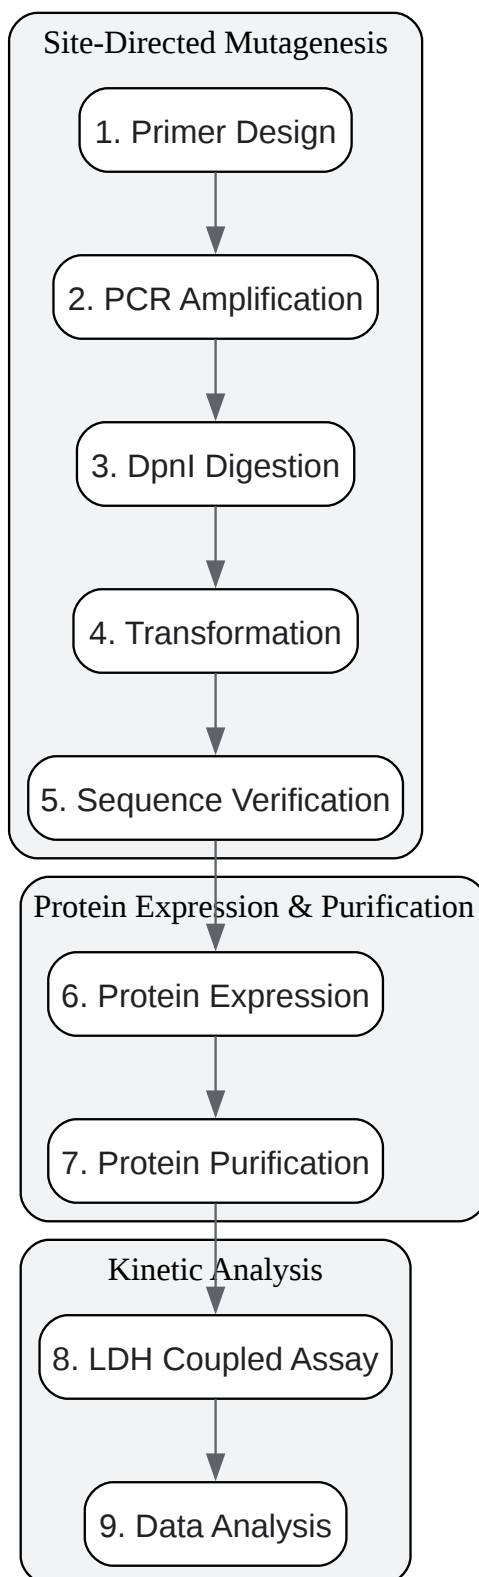 Site-Directed Mutagenesis
1. Primer Design
2. PCR Amplification
3. DpnI Digestion
4. Transformation
5. Sequence Verification
Protein Expression & Purification
6. Protein Expression
7. Protein Purification
Kinetic Analysis
8. LDH Coupled Assay
9. Data Analysis